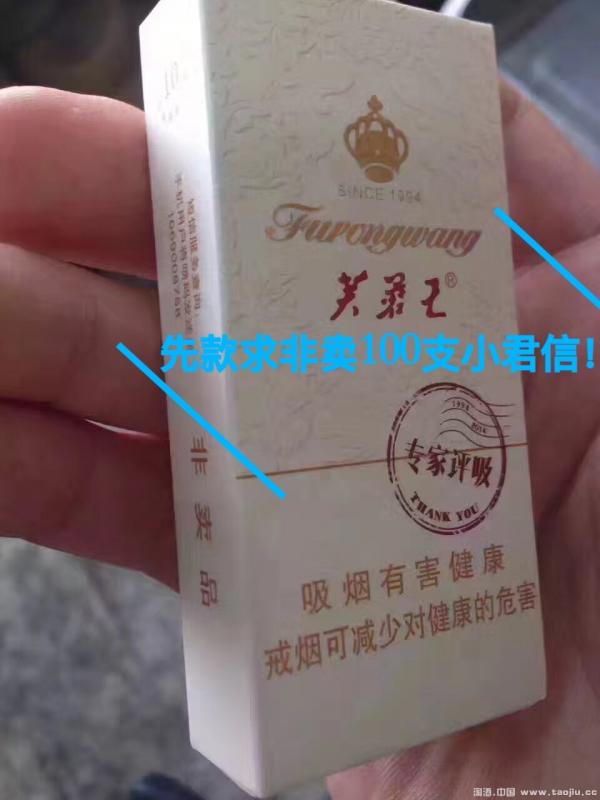 SINCE 1994
Furongwang
芙蓉王®
先款求非卖100支小君信!
1994
专家评吸
THANK YOU
吸烟有害健康
戒烟可减少对健康的危害
非卖品
淘酒.中国 www.taojiu.cc